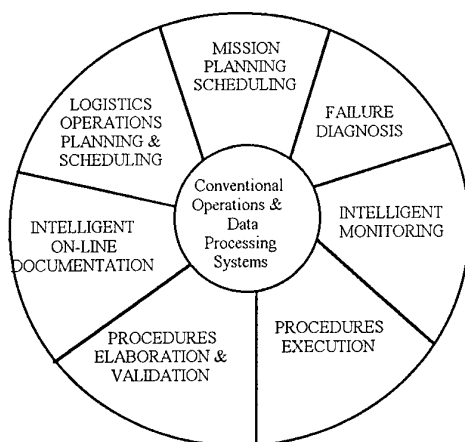 MISSION
PLANNING
SCHEDULING
FAILURE
DIAGNOSIS
INTELLIGENT
MONITORING
PROCEDURES
EXECUTION
PROCEDURES
ELABORATION &
VALIDATION
INTELLIGENT
ON-LINE
DOCUMENTATION
LOGISTICS
OPERATIONS
PLANNING &
SCHEDULING
Conventional
Operations &
Data
Processing
Systems